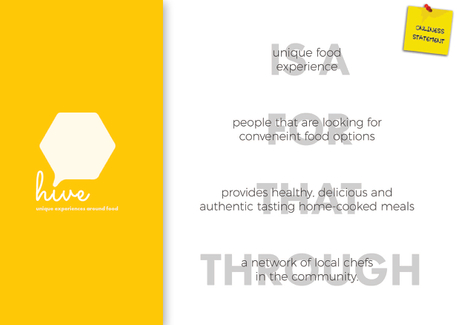 ONLINESS
STATEMENT
hive
unique experiences around food
IS A
unique food
experience
FOR
people that are looking for
conveneint food options
THAT
provides healthy, delicious and
authentic tasting home-cooked meals
THROUGH
a network of local chefs
in the community.